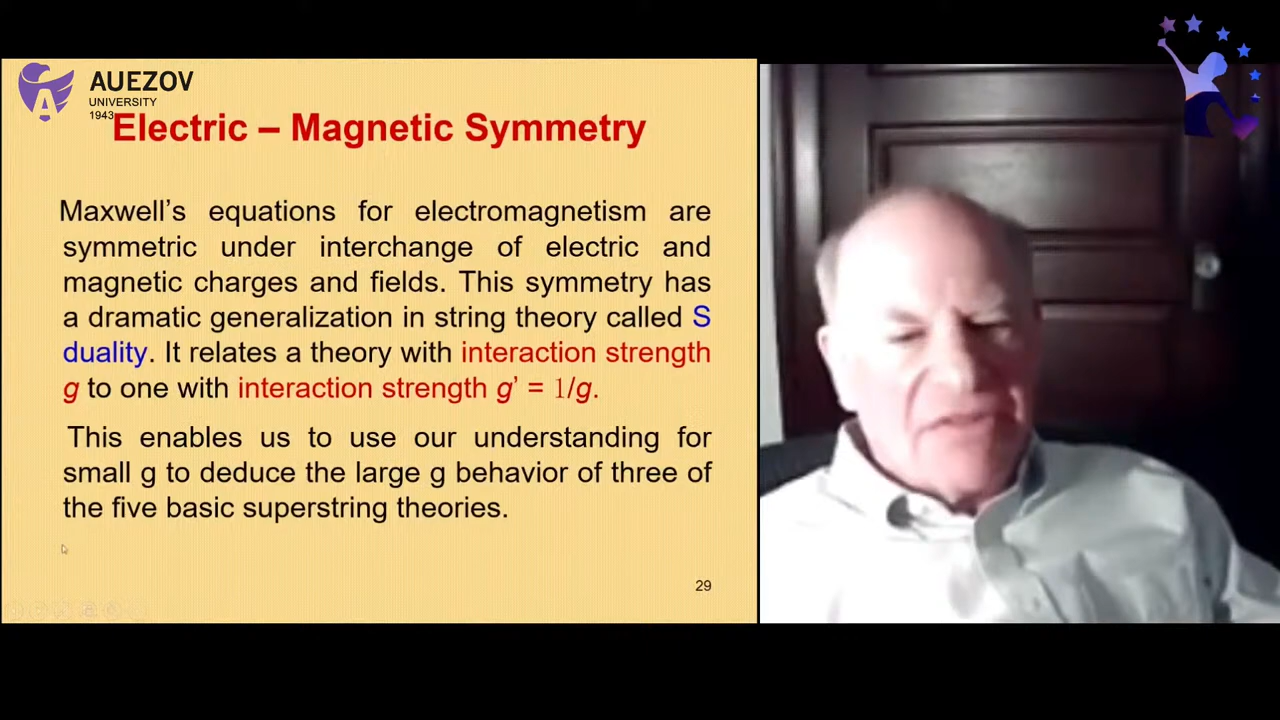 AUEZOV
UNIVERSITY
1943
Electric – Magnetic Symmetry
Maxwell’s equations for electromagnetism are
symmetric under interchange of electric and
magnetic charges and fields. This symmetry has
a dramatic generalization in string theory called S
duality. It relates a theory with interaction strength
g to one with interaction strength g’ = 1/g.
This enables us to use our understanding for
small g to deduce the large g behavior of three of
the five basic superstring theories.
29